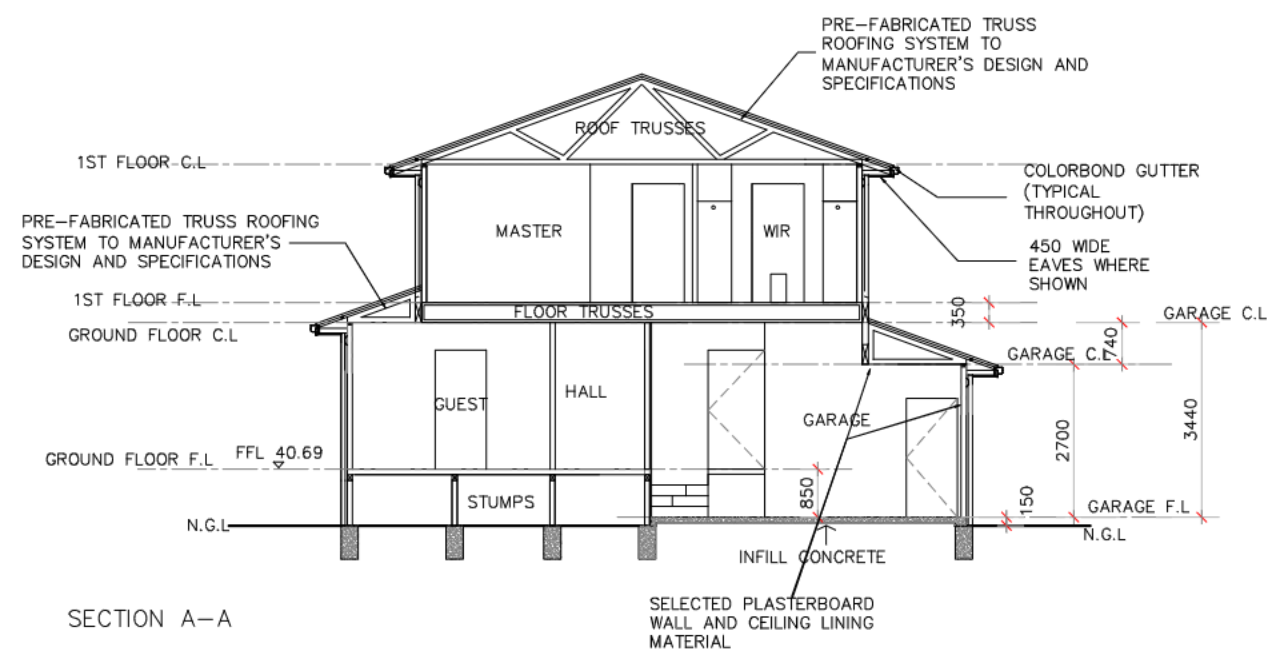 PRE-FABRICATED TRUSS
ROOFING SYSTEM TO
MANUFACTURER'S DESIGN AND
SPECIFICATIONS
ROOF TRUSSES
1ST FLOOR C.L
COLORBOND GUTTER
(TYPICAL
THROUGHOUT)
PRE-FABRICATED TRUSS ROOFING
SYSTEM TO MANUFACTURER'S
DESIGN AND SPECIFICATIONS
MASTER
WIR
450 WIDE
EAVES WHERE
SHOWN
1ST FLOOR F.L
FLOOR TRUSSES
350
GARAGE C.L
GROUND FLOOR C.L
740
GARAGE C.L
GUEST
HALL
GARAGE
2700
3440
GROUND FLOOR F.L
FFL 40.69
STUMPS
850
150
GARAGE F.L
N.G.L
N.G.L
INFILL CONCRETE
SELECTED PLASTERBOARD
WALL AND CEILING LINING
MATERIAL
SECTION A-A